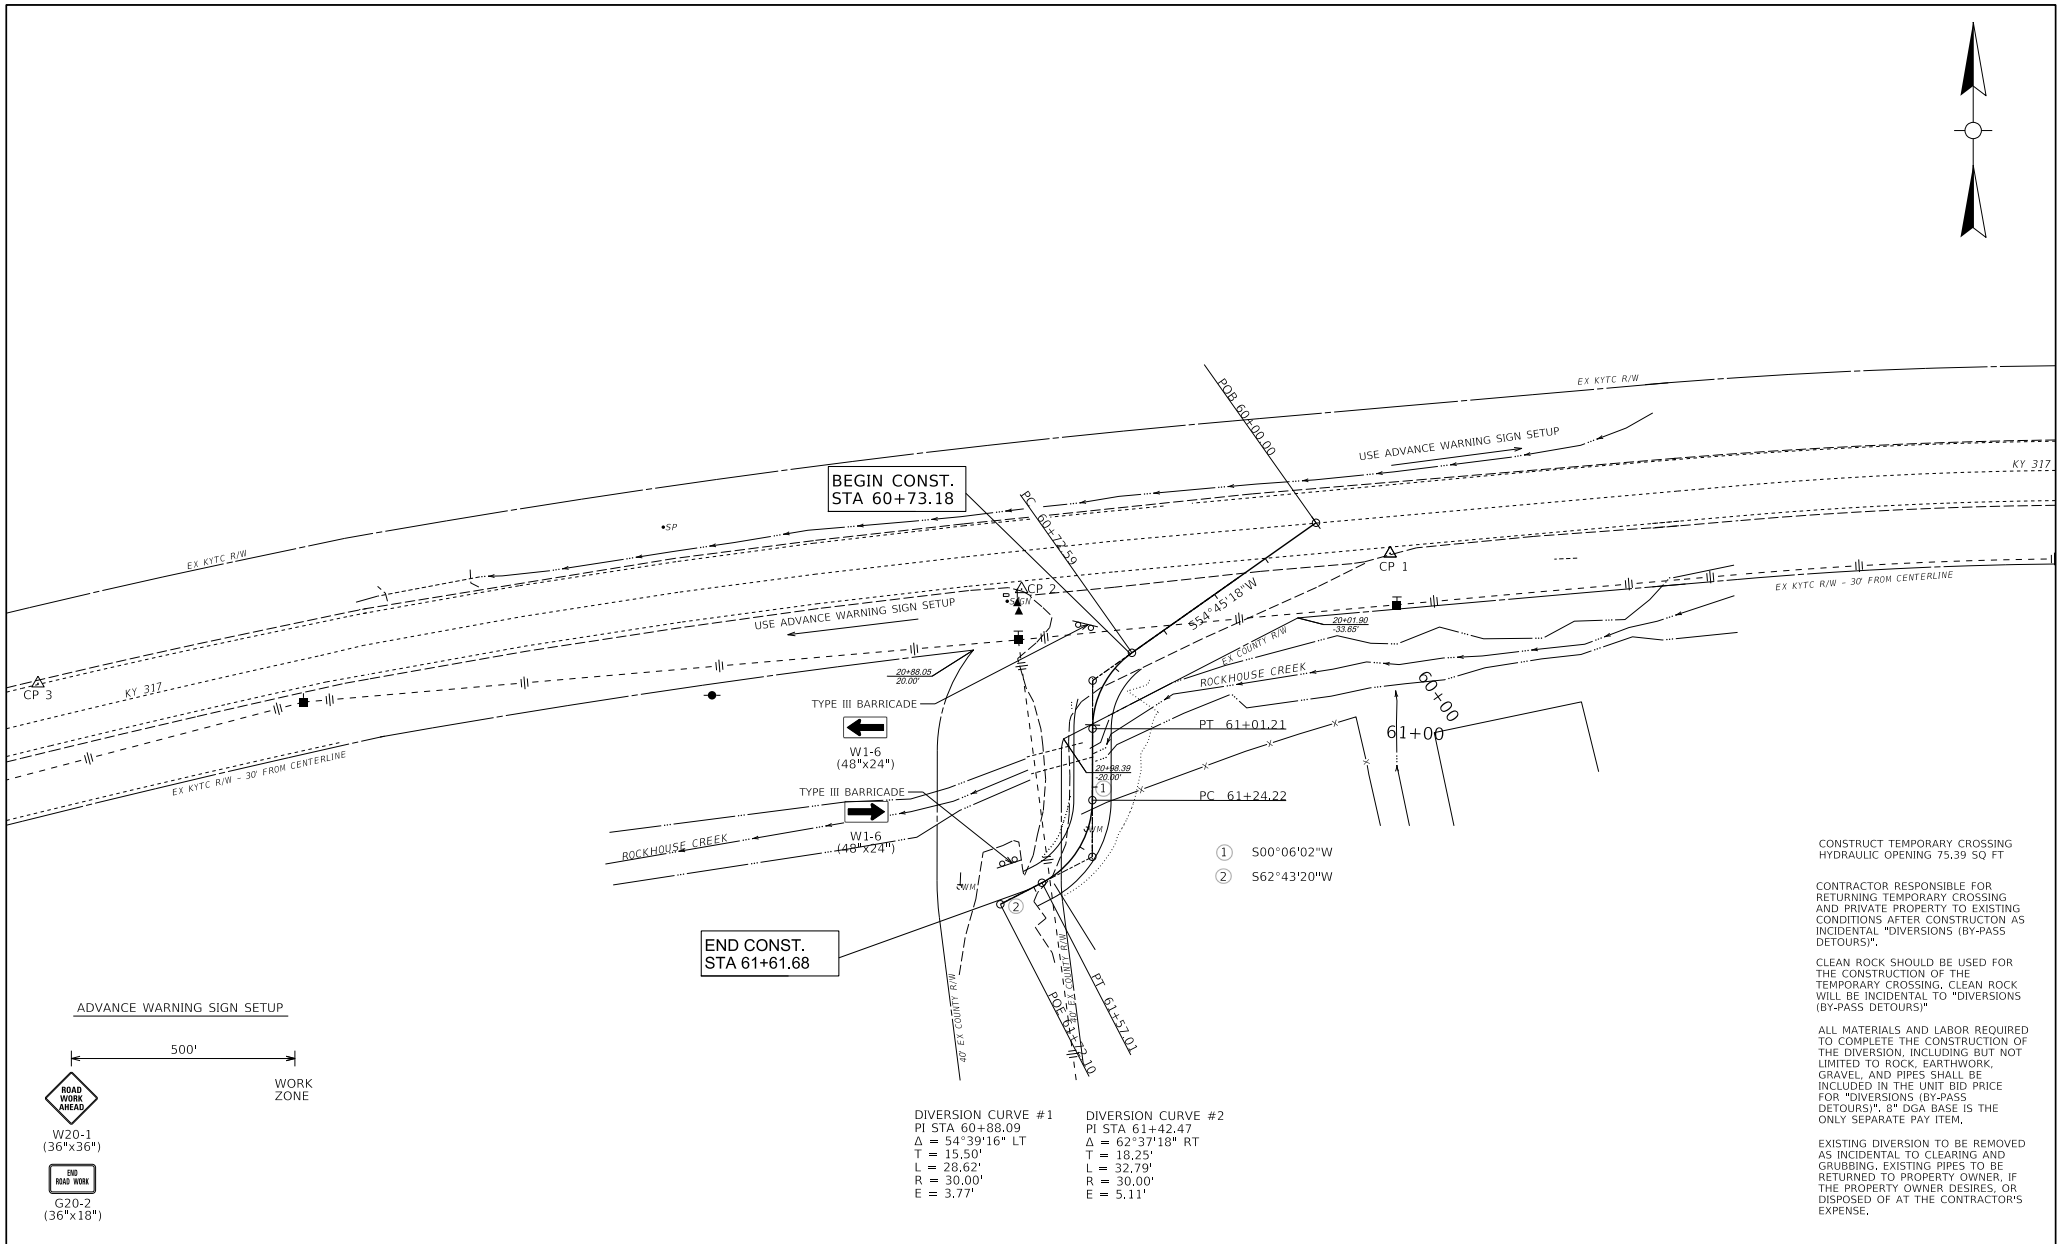 EX KYTC R/W
POB 60+00.00
USE ADVANCE WARNING SIGN SETUP
KY 317
BEGIN CONST.
STA 60+73.18
PC 60+72.59
SP
EX KYTC R/W
CP 1
EX KYTC R/W - 30' FROM CENTERLINE
CP 2
SIGN
S54°45'18"W
USE ADVANCE WARNING SIGN SETUP
20+01.90
-33.65'
EX COUNTY R/W
ROCKHOUSE CREEK
20+88.05
20.00'
CP 3
KY 317
TYPE III BARRICADE
60+00
61+00
PT 61+01.21
W1-6
(48"x24")
20+98.39
-20.00'
1
EX KYTC R/W - 30' FROM CENTERLINE
TYPE III BARRICADE
PC 61+24.22
W1-6
(48"x24")
WM
ROCKHOUSE CREEK
1 S00°06'02"W
2 S62°43'20"W
WM
2
END CONST.
STA 61+61.68
40' EX COUNTY R/W
40' EX COUNTY R/W
POE 61+72.10
PT 61+57.01
CONSTRUCT TEMPORARY CROSSING
HYDRAULIC OPENING 75.39 SQ FT
CONTRACTOR RESPONSIBLE FOR
RETURNING TEMPORARY CROSSING
AND PRIVATE PROPERTY TO EXISTING
CONDITIONS AFTER CONSTRUCTON AS
INCIDENTAL "DIVERSIONS (BY-PASS
DETOURS)".
CLEAN ROCK SHOULD BE USED FOR
THE CONSTRUCTION OF THE
TEMPORARY CROSSING. CLEAN ROCK
WILL BE INCIDENTAL TO "DIVERSIONS
(BY-PASS DETOURS)"
ALL MATERIALS AND LABOR REQUIRED
TO COMPLETE THE CONSTRUCTION OF
THE DIVERSION, INCLUDING BUT NOT
LIMITED TO ROCK, EARTHWORK,
GRAVEL, AND PIPES SHALL BE
INCLUDED IN THE UNIT BID PRICE
FOR "DIVERSIONS (BY-PASS
DETOURS)". 8" DGA BASE IS THE
ONLY SEPARATE PAY ITEM.
EXISTING DIVERSION TO BE REMOVED
AS INCIDENTAL TO CLEARING AND
GRUBBING. EXISTING PIPES TO BE
RETURNED TO PROPERTY OWNER, IF
THE PROPERTY OWNER DESIRES, OR
DISPOSED OF AT THE CONTRACTOR'S
EXPENSE.
ADVANCE WARNING SIGN SETUP
500'
WORK
ZONE
ROAD
WORK
AHEAD
W20-1
(36"x36")
END
ROAD WORK
G20-2
(36"x18")
DIVERSION CURVE #1
PI STA 60+88.09
Δ = 54°39'16" LT
T = 15.50'
L = 28.62'
R = 30.00'
E = 3.77'
DIVERSION CURVE #2
PI STA 61+42.47
Δ = 62°37'18" RT
T = 18.25'
L = 32.79'
R = 30.00'
E = 5.11'